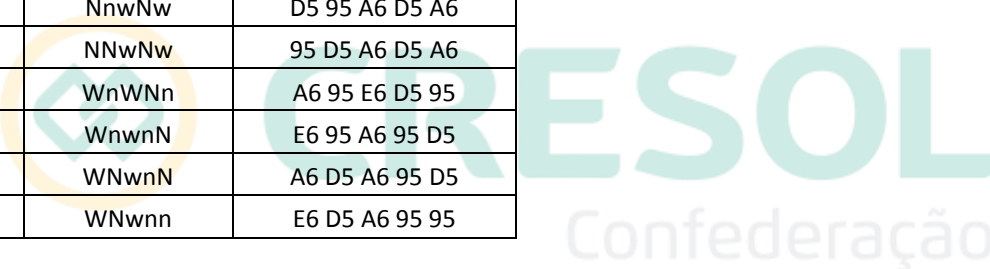 NnwNw D5 95 A6 D5 A6
NNwNw 95 D5 A6 D5 A6
WnWNn A6 95 E6 D5 95
WnwnN E6 95 A6 95 D5
WNwnN A6 D5 A6 95 D5
WNwnn E6 D5 A6 95 95
CRESOL
Confederação